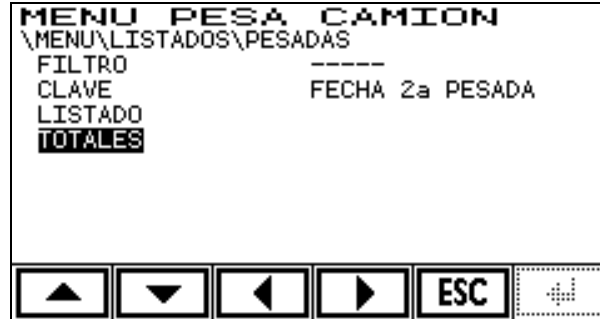 MENU PESA CAMION
\MENU\LISTADOS\PESADAS
FILTRO -----
CLAVE FECHA 2a PESADA
LISTADO
TOTALES
ESC